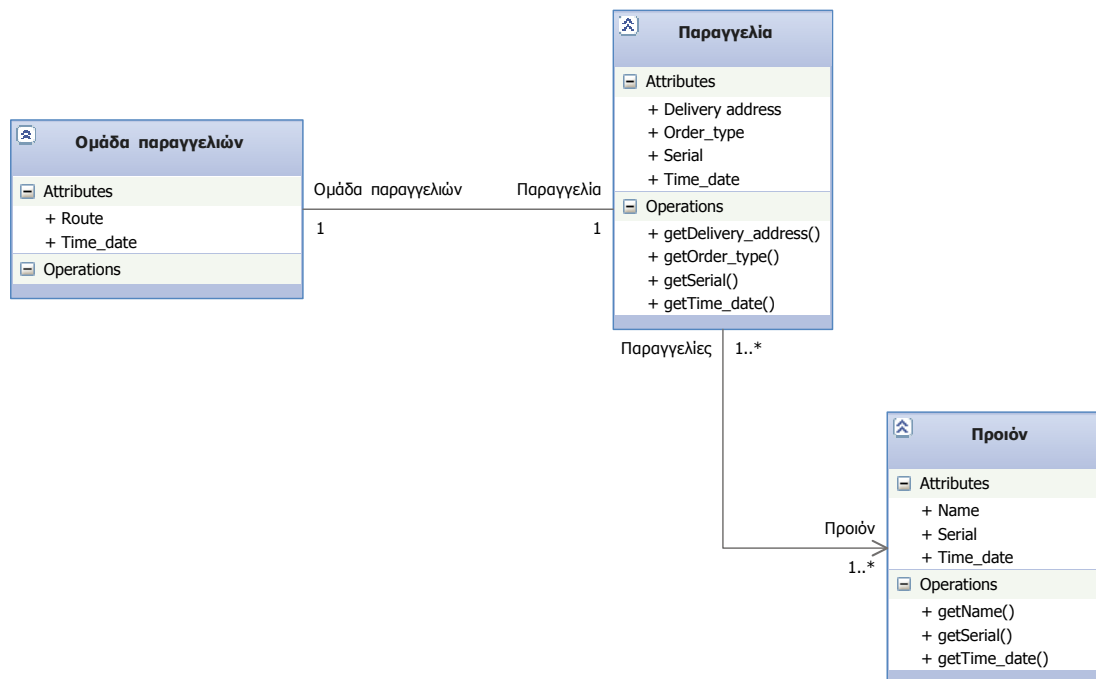 Παραγγελία
Attributes
+ Delivery address
+ Order_type
+ Serial
+ Time_date
Operations
+ getDelivery_address()
+ getOrder_type()
+ getSerial()
+ getTime_date()
Ομάδα παραγγελιών
Attributes
+ Route
+ Time_date
Operations
Ομάδα παραγγελιών
Παραγγελία
1
1
Παραγγελίες
1..*
Προιόν
1..*
Προιόν
Attributes
+ Name
+ Serial
+ Time_date
Operations
+ getName()
+ getSerial()
+ getTime_date()